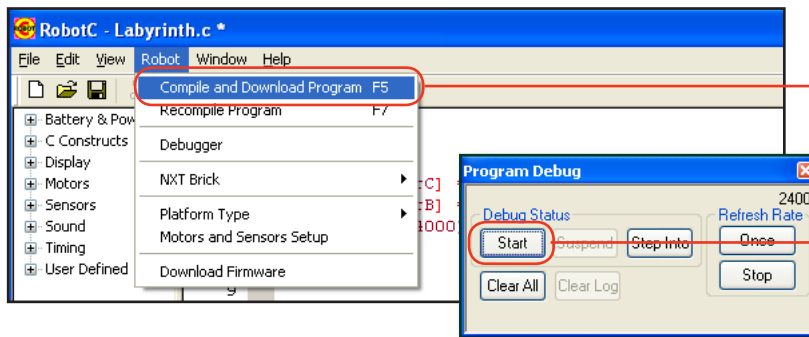 RobotC - Labyrinth.c *
File Edit View Robot Window Help
Compile and Download Program F5
Recompile Program F7
Debugger
NXT Brick
Platform Type
Motors and Sensors Setup
Download Firmware
Battery & Pow
C Constructs
Display
Motors
Sensors
Sound
Timing
User Defined
C]
B]
4000
9
Program Debug
2400
Debug Status
Refresh Rate
Start Suspend Step Into Once
Clear All Clear Log Stop